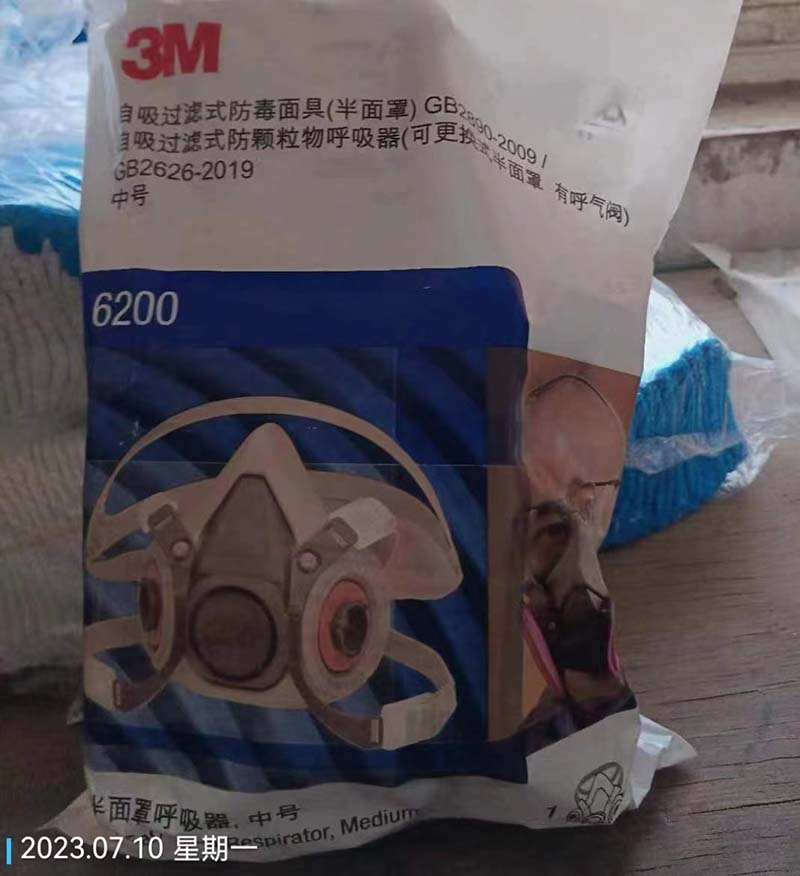 3M
自吸过滤式防毒面具(半面罩) GB2890-2009 /
自吸过滤式防颗粒物呼吸器(可更换式半面罩 有呼气阀)
GB2626-2019
中号
6200
半面罩呼吸器, 中号
Respirator, Medium
1
2023.07.10 星期一